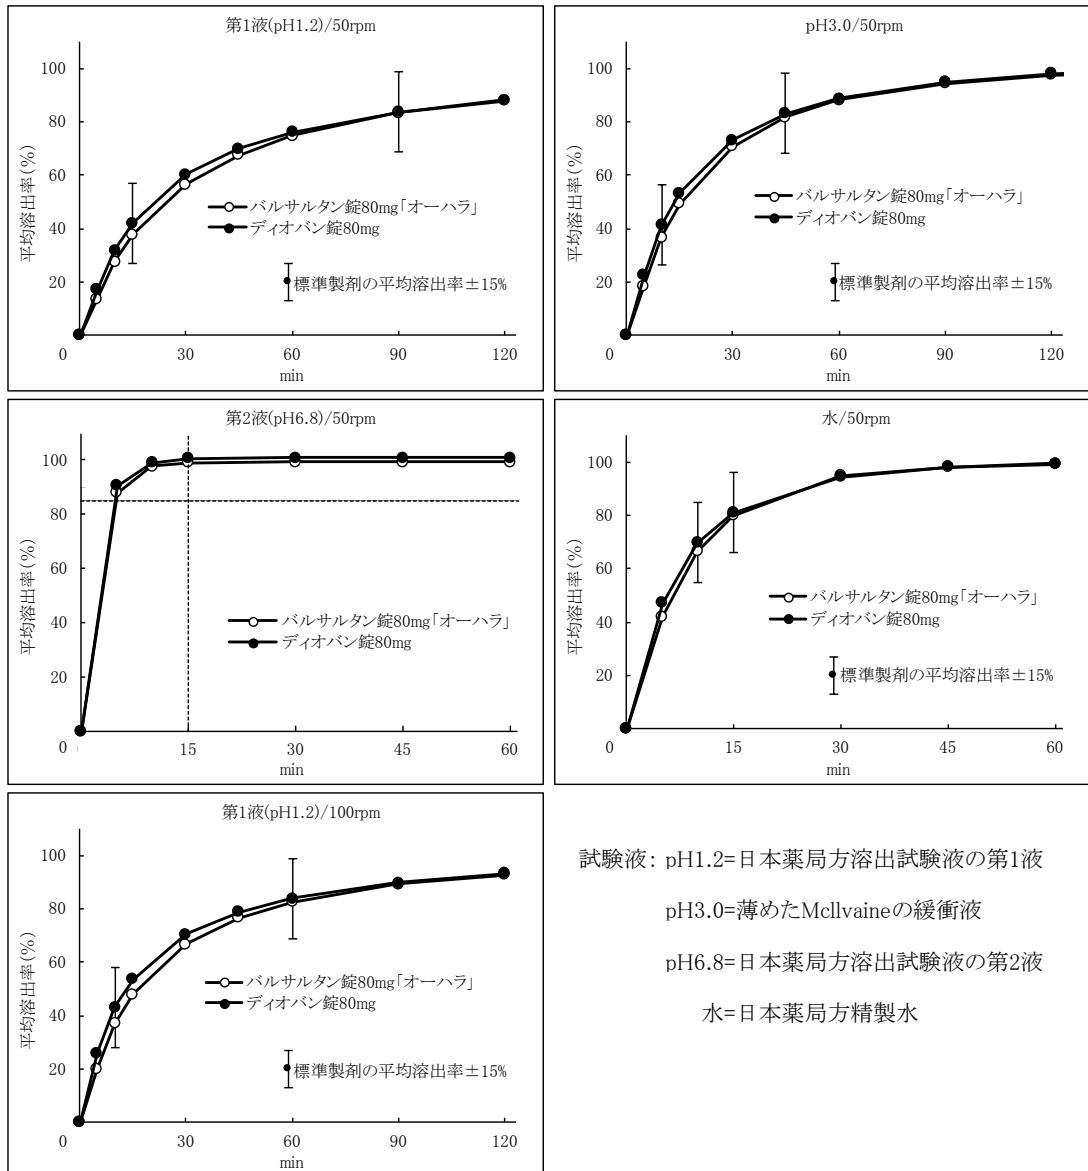 第1液(pH1.2)/50rpm
平均溶出率(%)
100
80
60
40
20
0
30
60
90
120
min
バルサルタン錠80mg「オーハラ」
ディオバン錠80mg
標準製剤の平均溶出率±15%
pH3.0/50rpm
平均溶出率(%)
100
80
60
40
20
0
30
60
90
120
min
バルサルタン錠80mg「オーハラ」
ディオバン錠80mg
標準製剤の平均溶出率±15%
第2液(pH6.8)/50rpm
平均溶出率(%)
100
80
60
40
20
0
15
30
45
60
min
バルサルタン錠80mg「オーハラ」
ディオバン錠80mg
水/50rpm
平均溶出率(%)
100
80
60
40
20
0
15
30
45
60
min
バルサルタン錠80mg「オーハラ」
ディオバン錠80mg
標準製剤の平均溶出率±15%
第1液(pH1.2)/100rpm
平均溶出率(%)
100
80
60
40
20
0
30
60
90
120
min
バルサルタン錠80mg「オーハラ」
ディオバン錠80mg
標準製剤の平均溶出率±15%
試験液: pH1.2=日本薬局方溶出試験液の第1液
pH3.0=薄めたMcllvaineの緩衝液
pH6.8=日本薬局方溶出試験液の第2液
水=日本薬局方精製水